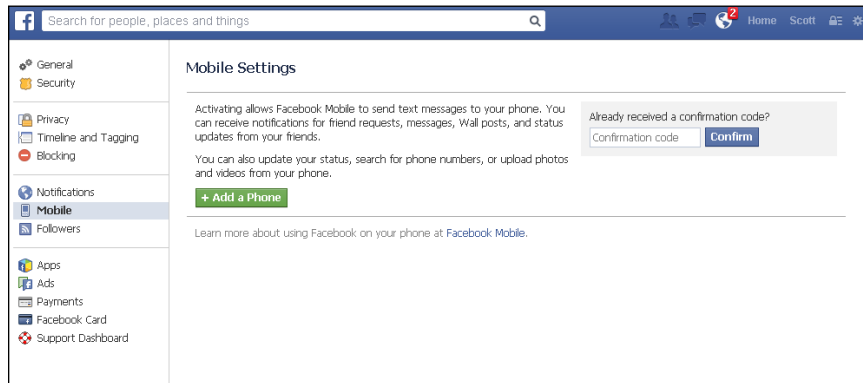 f Search for people, places and things 2 Home Scott
General
Security
Privacy
Timeline and Tagging
Blocking
Notifications
Mobile
Followers
Apps
Ads
Payments
Facebook Card
Support Dashboard
Mobile Settings
Activating allows Facebook Mobile to send text messages to your phone. You
can receive notifications for friend requests, messages, Wall posts, and status
updates from your friends.
You can also update your status, search for phone numbers, or upload photos
and videos from your phone.
+ Add a Phone
Already received a confirmation code?
Confirmation code Confirm
Learn more about using Facebook on your phone at Facebook Mobile.